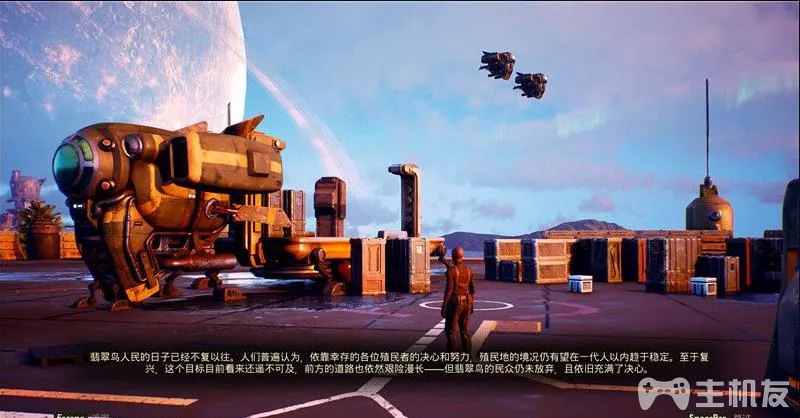 翡翠鸟人民的日子已经不复以往。人们普遍认为，依靠幸存的各位殖民者的决心和努力，殖民地的境况仍有望在一代人以内趋于稳定。至于复
兴，这个目标目前看来还遥不可及，前方的道路也依然艰险漫长——但翡翠鸟的民众仍未放弃，且依旧充满了决心。
主机友
Escape
SpaceBar 跳过